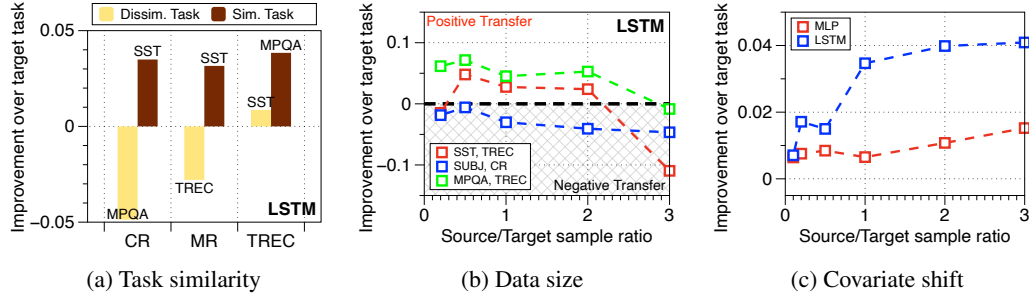 Dissim. Task Sim. Task
Improvement over target task
0.05
0
−0.05
SST
SST
MPQA
SST
MPQA
TREC
LSTM
CR MR TREC
(a) Task similarity
Improvement over target task
Positive Transfer
LSTM
0.1
0
−0.1
SST, TREC
SUBJ, CR
MPQA, TREC
Negative Transfer
0 1 2 3
Source/Target sample ratio
(b) Data size
Improvement over target task
MLP
LSTM
0.04
0.02
0
0 1 2 3
Source/Target sample ratio
(c) Covariate shift